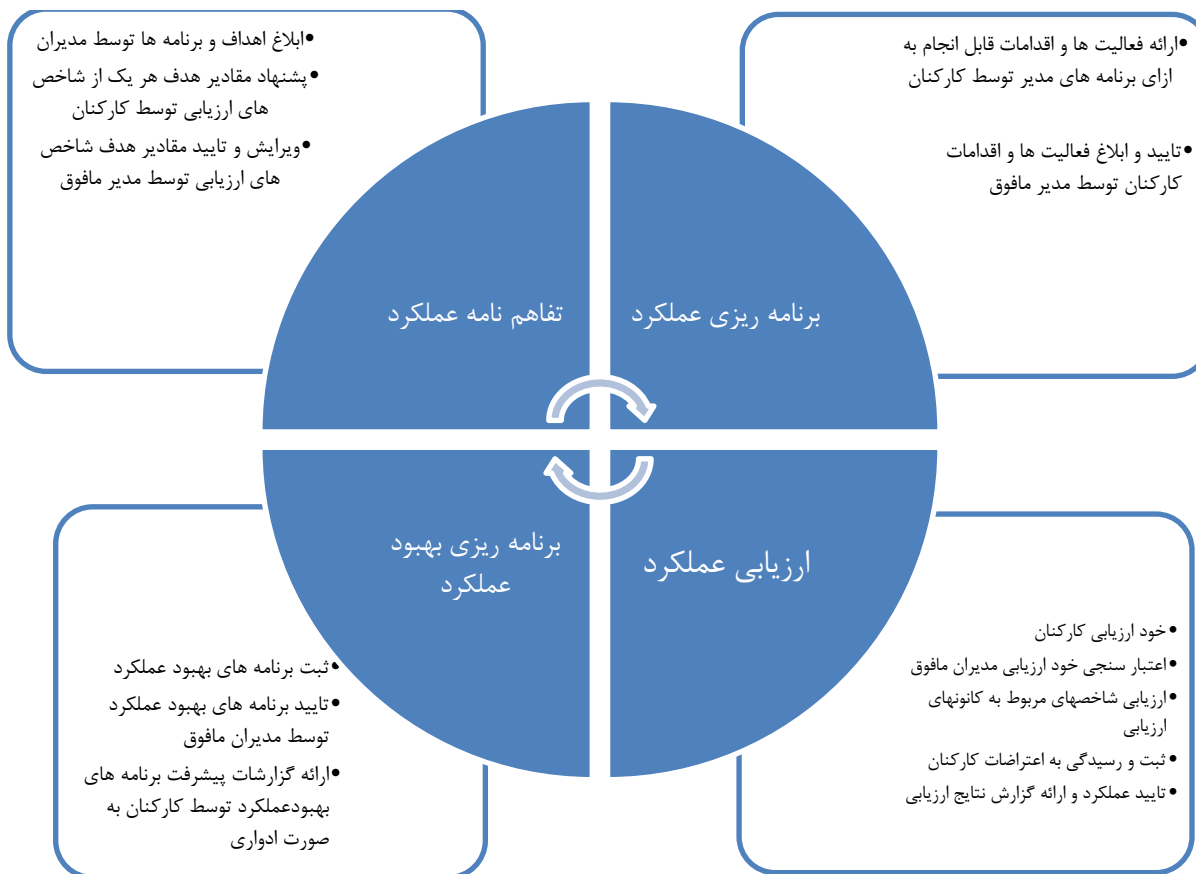 •ارائه فعالیت ها و اقدامات قابل انجام به
ازای برنامه های مدیر توسط کارکنان
•تایید و ابلاغ فعالیت ها و اقدامات
کارکنان توسط مدیر مافوق
•ابلاغ اهداف و برنامه ها توسط مدیران
•پشنهاد مقادیر هدف هر یک از شاخص
های ارزیابی توسط کارکنان
•ویرایش و تایید مقادیر هدف شاخص
های ارزیابی توسط مدیر مافوق
برنامه ریزی عملکرد
تفاهم نامه عملکرد
ارزیابی عملکرد
برنامه ریزی بهبود
عملکرد
•خود ارزیابی کارکنان
•اعتبار سنجی خود ارزیابی مدیران مافوق
•ارزیابی شاخصهای مربوط به کانونهای
ارزیابی
•ثبت و رسیدگی به اعتراضات کارکنان
•تایید عملکرد و ارائه گزارش نتایج ارزیابی
•ثبت برنامه های بهبود عملکرد
•تایید برنامه های بهبود عملکرد
توسط مدیران مافوق
•ارائه گزارشات پیشرفت برنامه های
بهبودعملکرد توسط کارکنان به
صورت ادواری